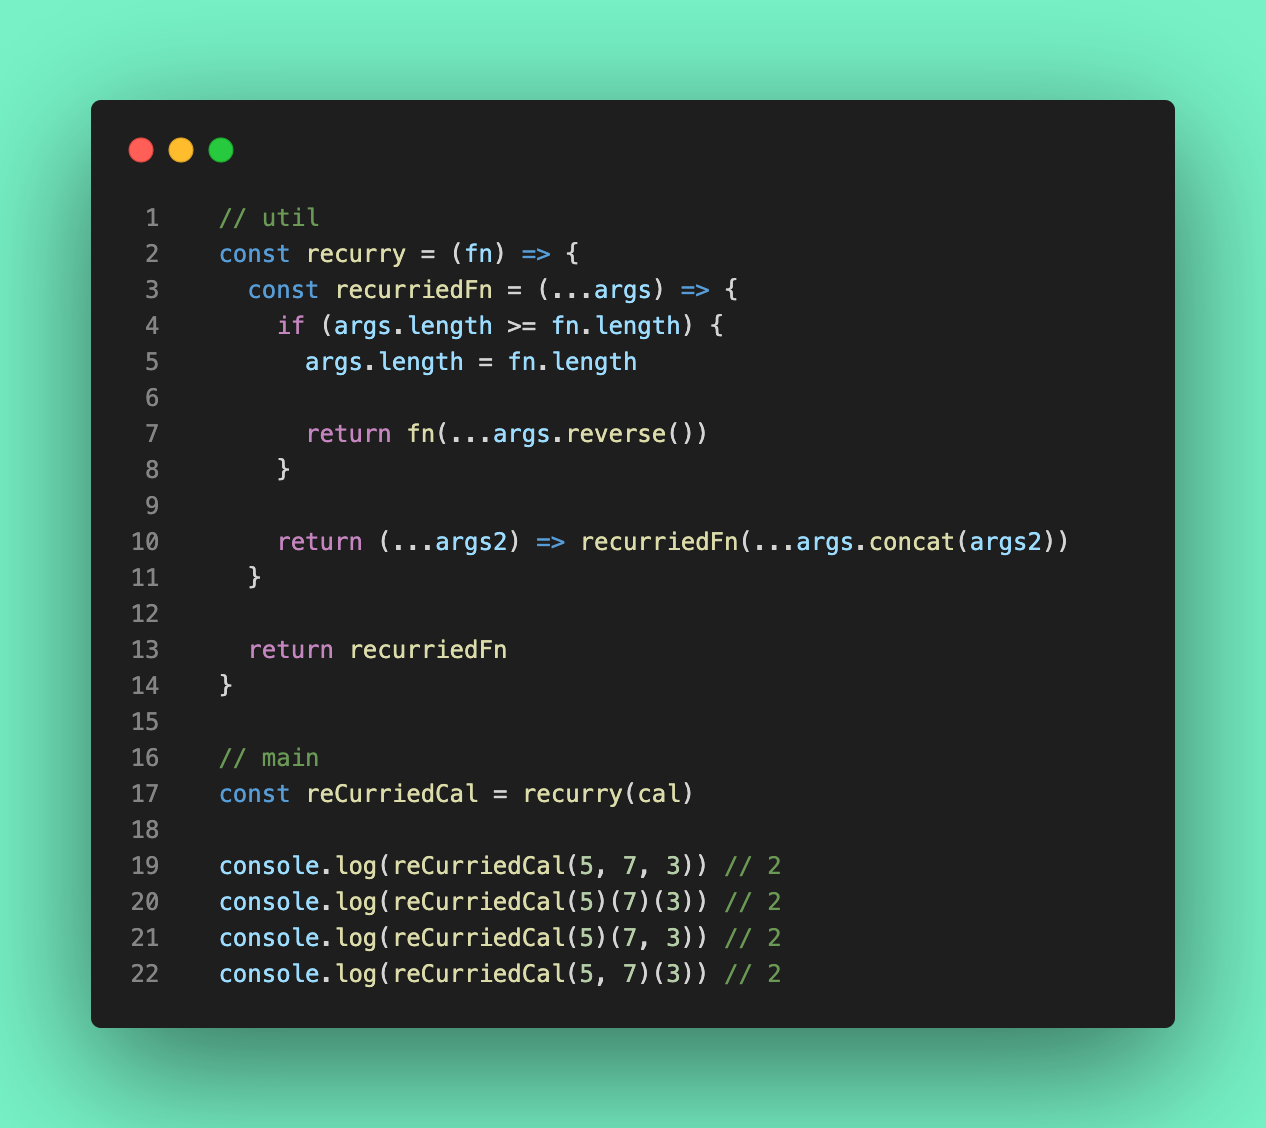 1 // util
2 const recurry = (fn) => {
3 const recurriedFn = (...args) => {
4 if (args.length >= fn.length) {
5 args.length = fn.length
6
7 return fn(...args.reverse())
8 }
9
10 return (...args2) => recurriedFn(...args.concat(args2))
11 }
12
13 return recurriedFn
14 }
15
16 // main
17 const reCurriedCal = recurry(cal)
18
19 console.log(reCurriedCal(5, 7, 3)) // 2
20 console.log(reCurriedCal(5)(7)(3)) // 2
21 console.log(reCurriedCal(5)(7, 3)) // 2
22 console.log(reCurriedCal(5, 7)(3)) // 2